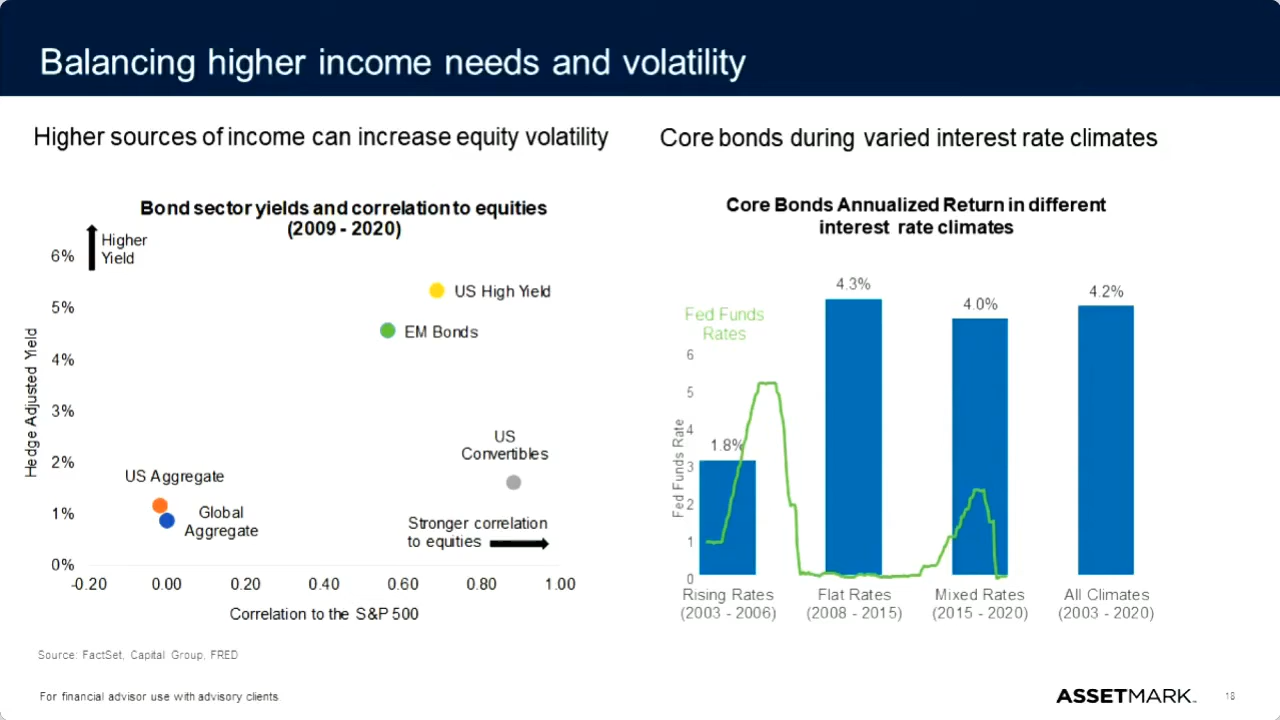 Balancing higher income needs and volatility
Higher sources of income can increase equity volatility
Bond sector yields and correlation to equities
(2009 - 2020)
Higher
Yield
6%
5%
4%
3%
2%
1%
0%
Hedge Adjusted Yield
US High Yield
EM Bonds
US
Convertibles
US Aggregate
Global
Aggregate
Stronger correlation
to equities
-0.20
0.00
0.20
0.40
0.60
0.80
1.00
Correlation to the S&P 500
Core bonds during varied interest rate climates
Core Bonds Annualized Return in different
interest rate climates
Fed Funds
Rates
6
5
4
3
2
1
0
Fed Funds Rate
1.8%
4.3%
4.0%
4.2%
Rising Rates
(2003 - 2006)
Flat Rates
(2008 - 2015)
Mixed Rates
(2015 - 2020)
All Climates
(2003 - 2020)
Source: FactSet, Capital Group, FRED
For financial advisor use with advisory clients.
ASSETMARK™